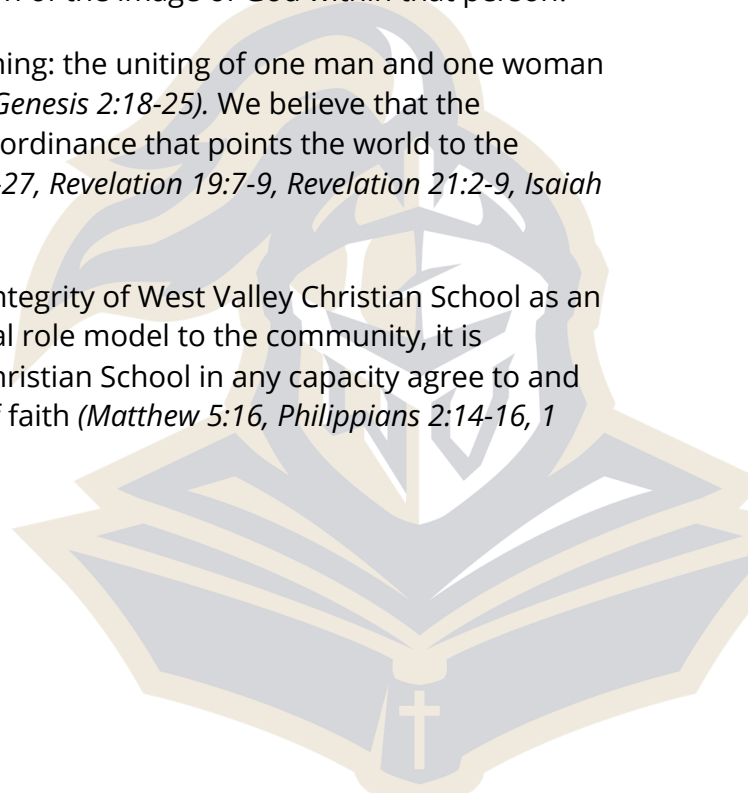 of the image of God within that person.
ning: the uniting of one man and one woman
Genesis 2:18-25). We believe that the
ordinance that points the world to the
-27, Revelation 19:7-9, Revelation 21:2-9, Isaiah
ntegrity of West Valley Christian School as an
al role model to the community, it is
hristian School in any capacity agree to and
f faith (Matthew 5:16, Philippians 2:14-16, 1